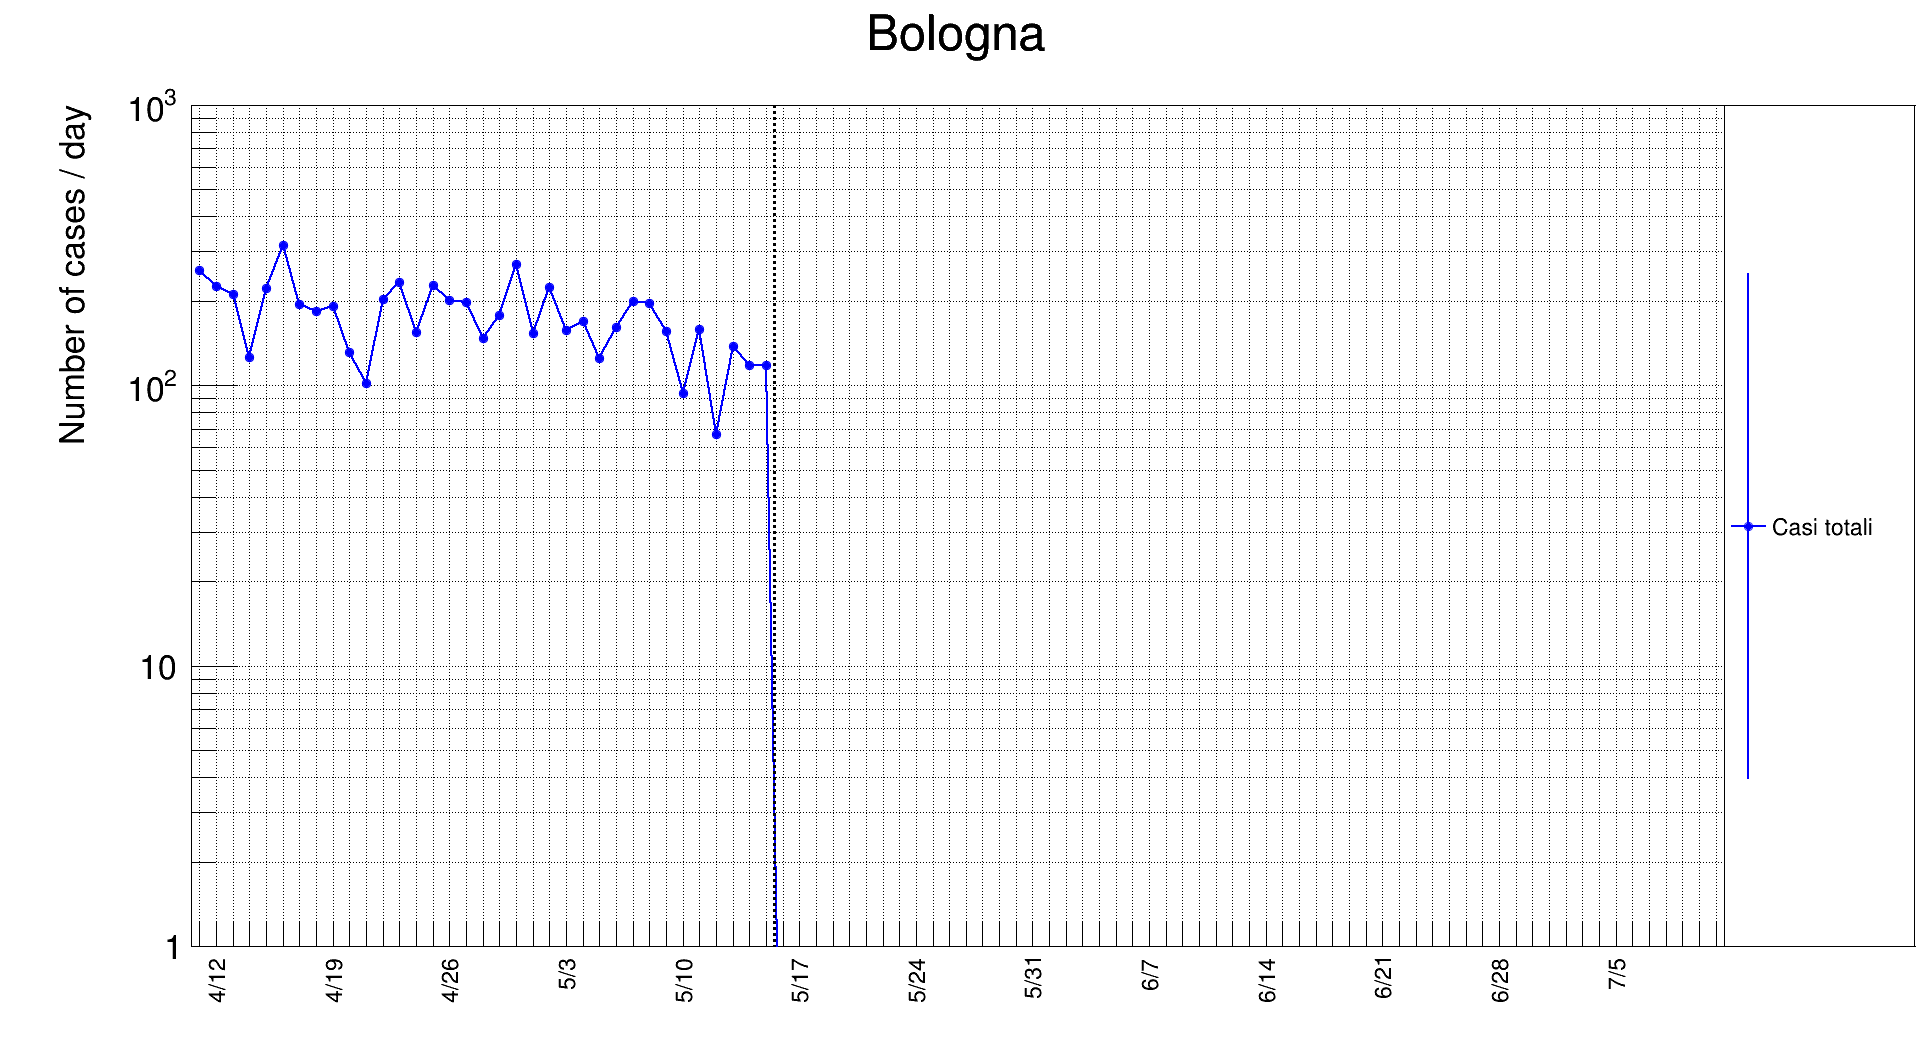 Bologna
Number of cases / day
10³
10²
10
1
4/12 4/19 4/26 5/3 5/10 5/17 5/24 5/31 6/7 6/14 6/21 6/28 7/5
Casi totali